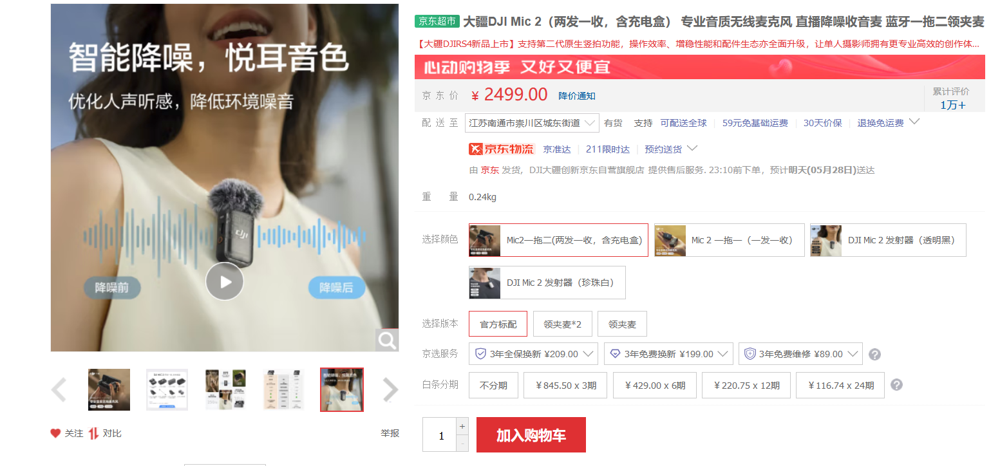 智能降噪，悦耳音色
优化人声听感，降低环境噪音
dji
降噪前
降噪后
关注 对比
举报
京东超市 大疆DJI Mic 2（两发一收，含充电盒） 专业音质无线麦克风 直播降噪收音麦 蓝牙一拖二领夹麦
【大疆DJIRS4新品上市】支持第二代原生竖拍功能，操作效率、增稳性能和配件生态亦全面升级，让单人摄影师拥有更专业高效的创作体...
心动购物季 又好又便宜
京 东 价 ￥ 2499.00 降价通知
累计评价
1万+
配 送 至 江苏南通市崇川区城东街道 有货 支持 可配送全球 59元免基础运费 30天价保 退换免运费
京东物流 京准达 211限时达 预约送货
由 京东 发货, DJI大疆创新京东自营旗舰店 提供售后服务. 23:10前下单，预计明天(05月28日)送达
重 量 0.24kg
选择颜色 Mic2一拖二(两发一收，含充电盒) Mic 2 一拖一（一发一收） DJI Mic 2 发射器（透明黑）
DJI Mic 2 发射器（珍珠白）
选择版本 官方标配 领夹麦*2 领夹麦
京选服务 3年全保换新 ¥209.00 3年免费换新 ¥199.00 3年免费维修 ¥89.00 ?
白条分期 不分期 ￥845.50 x 3期 ￥429.00 x 6期 ￥220.75 x 12期 ￥116.74 x 24期 ?
1 + -
加入购物车